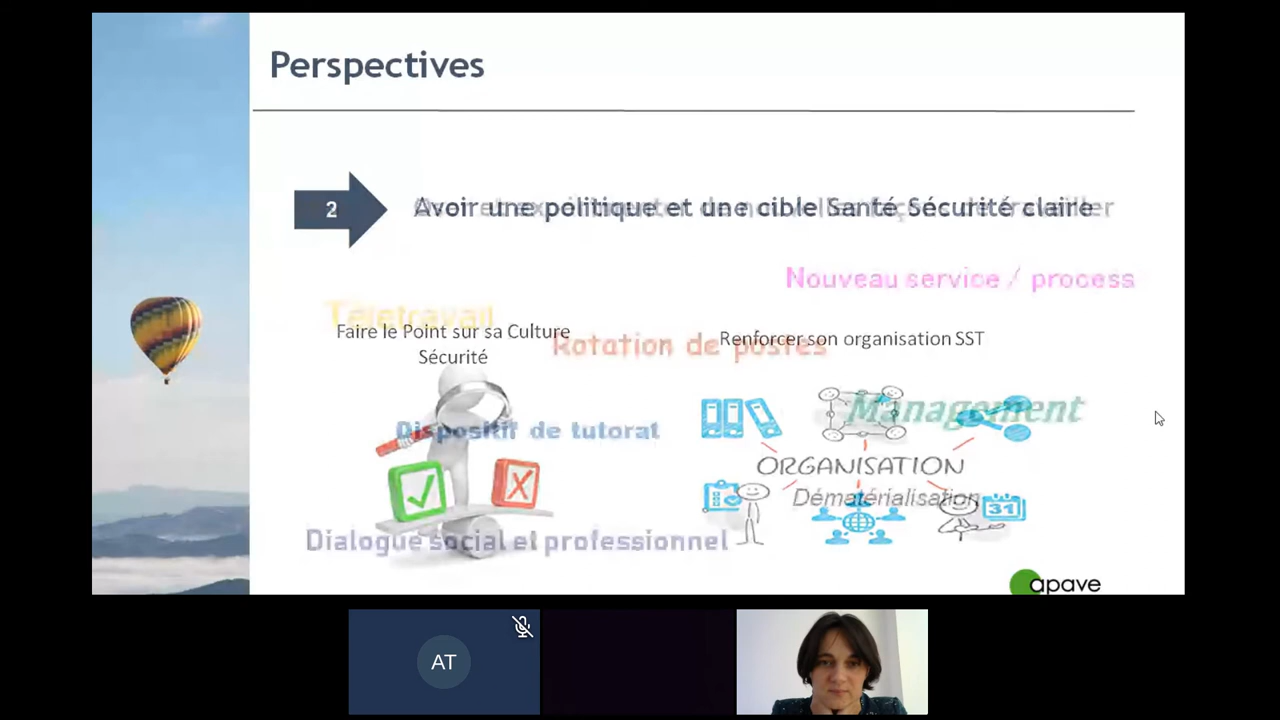 Perspectives
2
Avoir une politique et une cible Santé Sécurité claire
Nouveau service / process
Télétravail
Faire le Point sur sa Culture
Sécurité
Rotation de postes
Renforcer son organisation SST
Management
Dispositif de tutorat
ORGANISATION
Dématérialisation
31
Dialogue social et professionnel
apave
AT